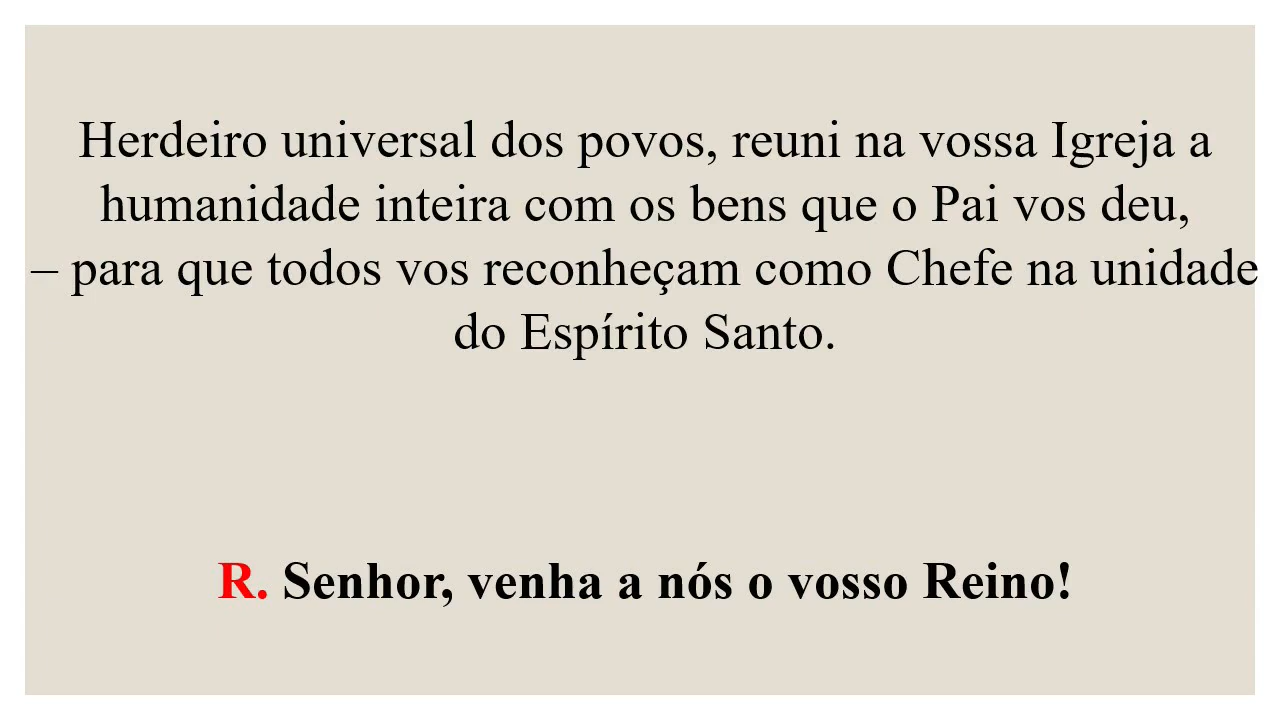 Herdeiro universal dos povos, reuni na vossa Igreja a
humanidade inteira com os bens que o Pai vos deu,
– para que todos vos reconheçam como Chefe na unidade
do Espírito Santo.
R. Senhor, venha a nós o vosso Reino!